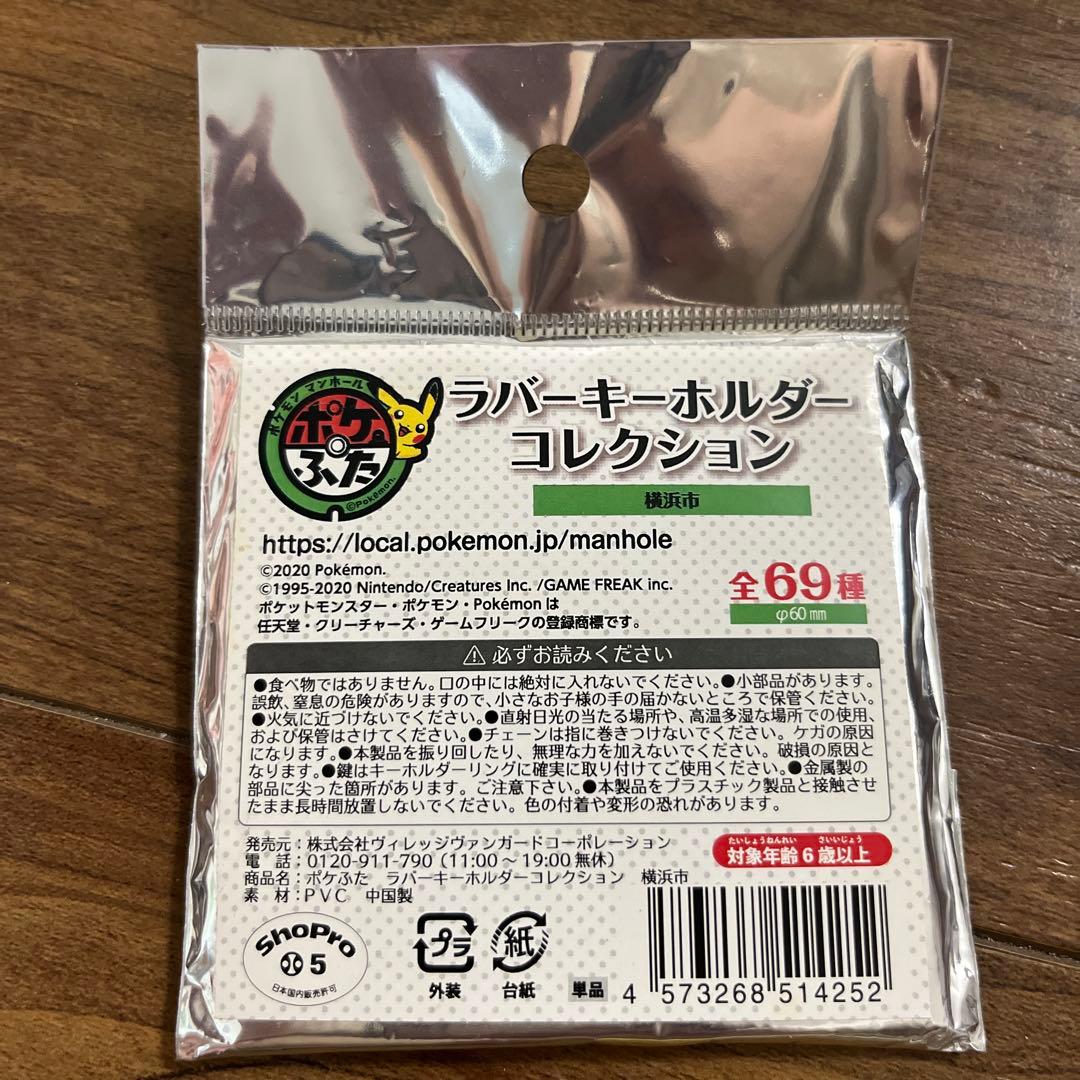 ポケモン マンホール
ポケ。
ふた
©Pokémon.
ラバーキーホルダー
コレクション
横浜市
https://local.pokemon.jp/manhole
©2020 Pokémon.
©1995-2020 Nintendo/Creatures Inc. /GAME FREAK inc.
ポケットモンスター・ポケモン・Pokémon は
任天堂・クリーチャーズ・ゲームフリークの登録商標です。
全69種
φ60㎜
⚠ 必ずお読みください
●食べ物ではありません。口の中には絶対に入れないでください。●小部品があります。
誤飲、窒息の危険がありますので、小さなお子様の手の届かないところで保管ください。
●火気に近づけないでください。●直射日光の当たる場所や、高温多湿な場所での使用、
および保管はさけてください。●チェーンは指に巻きつけないでください。ケガの原因
になります。●本製品を振り回したり、無理な力を加えないでください。破損の原因と
なります。●鍵はキーホルダーリングに確実に取り付けてご使用ください。●金属製の
部品に尖った箇所があります。ご注意下さい。●本製品をプラスチック製品と接触させ
たまま長時間放置しないでください。色の付着や変形の恐れがあります。
発売元：株式会社ヴィレッジヴァンガードコーポレーション
電　話：0120-911-790（11:00～19:00 無休）
商品名：ポケふた　ラバーキーホルダーコレクション　横浜市
素　材：PVC　中国製
たいしょうねんれい さいいじょう
対象年齢 6 歳以上
ShoPro
5
日本国内販売許可
プラ
外装
紙
台紙
単品
4 573268 514252